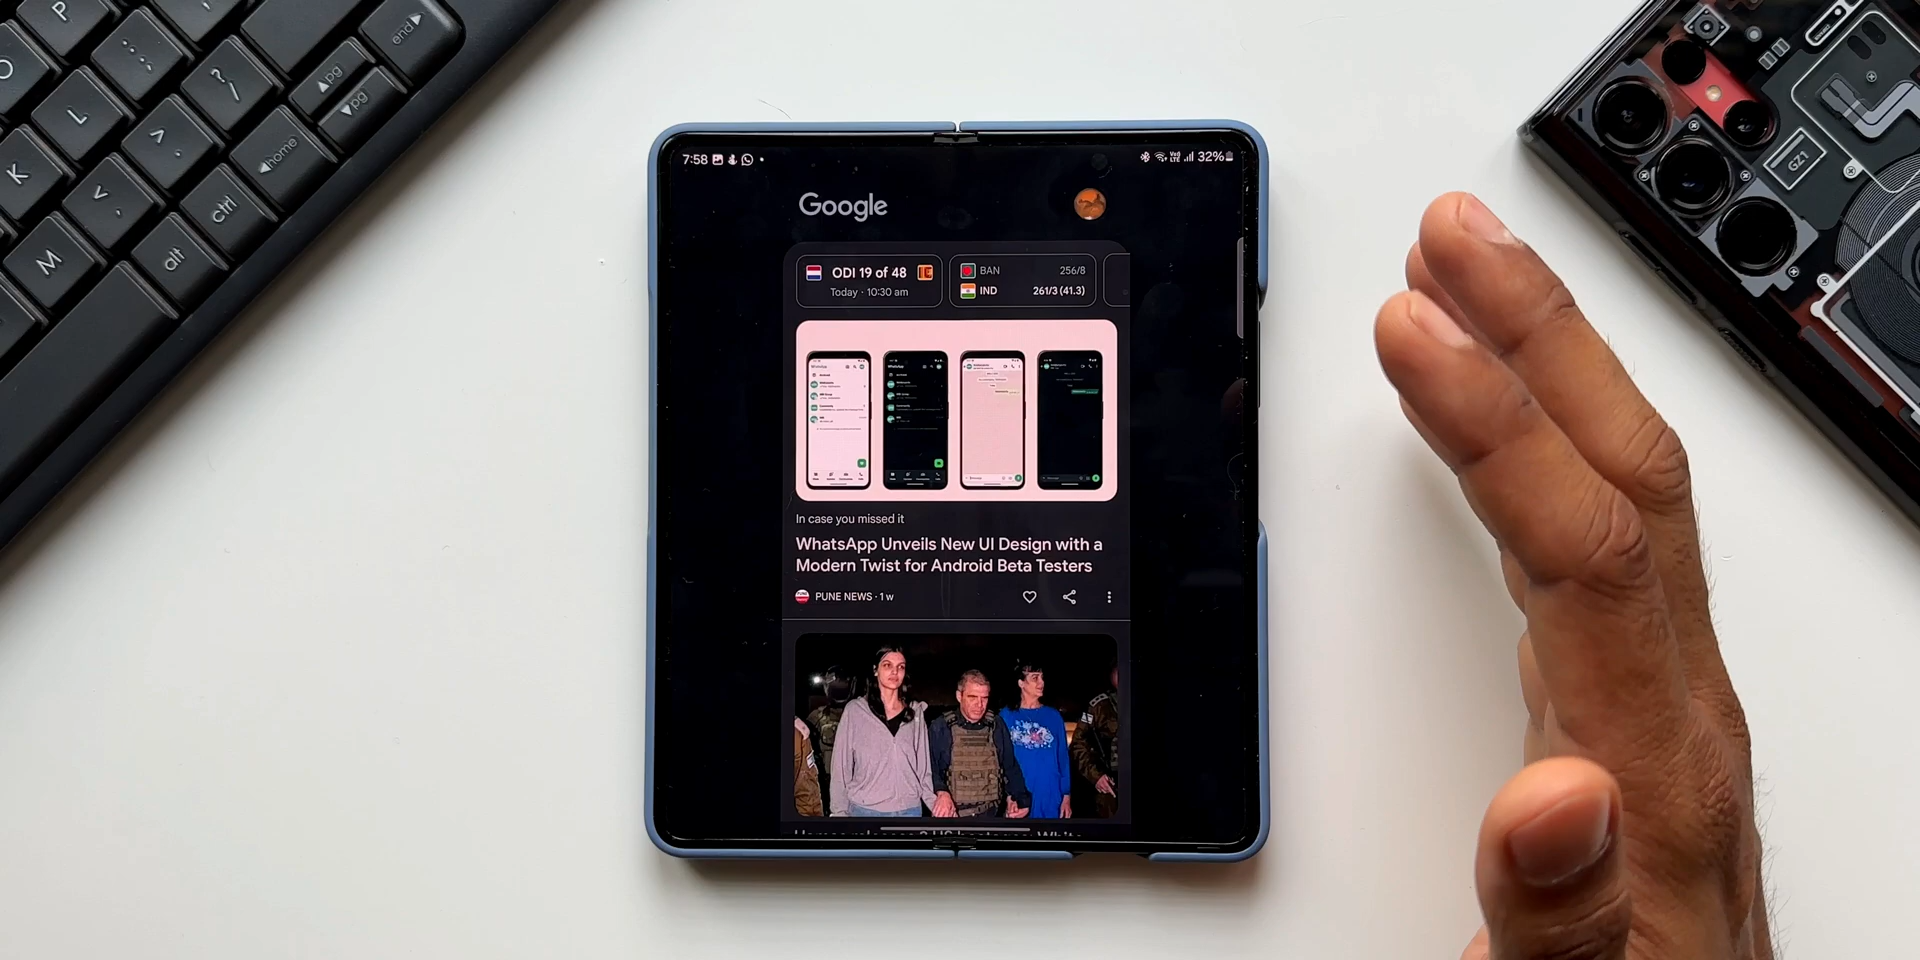 P
O
L
K
M
?
end
pg
pg
home
ctrl
alt
7:58
32%
Google
ODI 19 of 48
Today · 10:30 am
BAN 256/8
IND 261/3 (41.3)
In case you missed it
WhatsApp Unveils New UI Design with a
Modern Twist for Android Beta Testers
PUNE NEWS · 1 w
GZ1